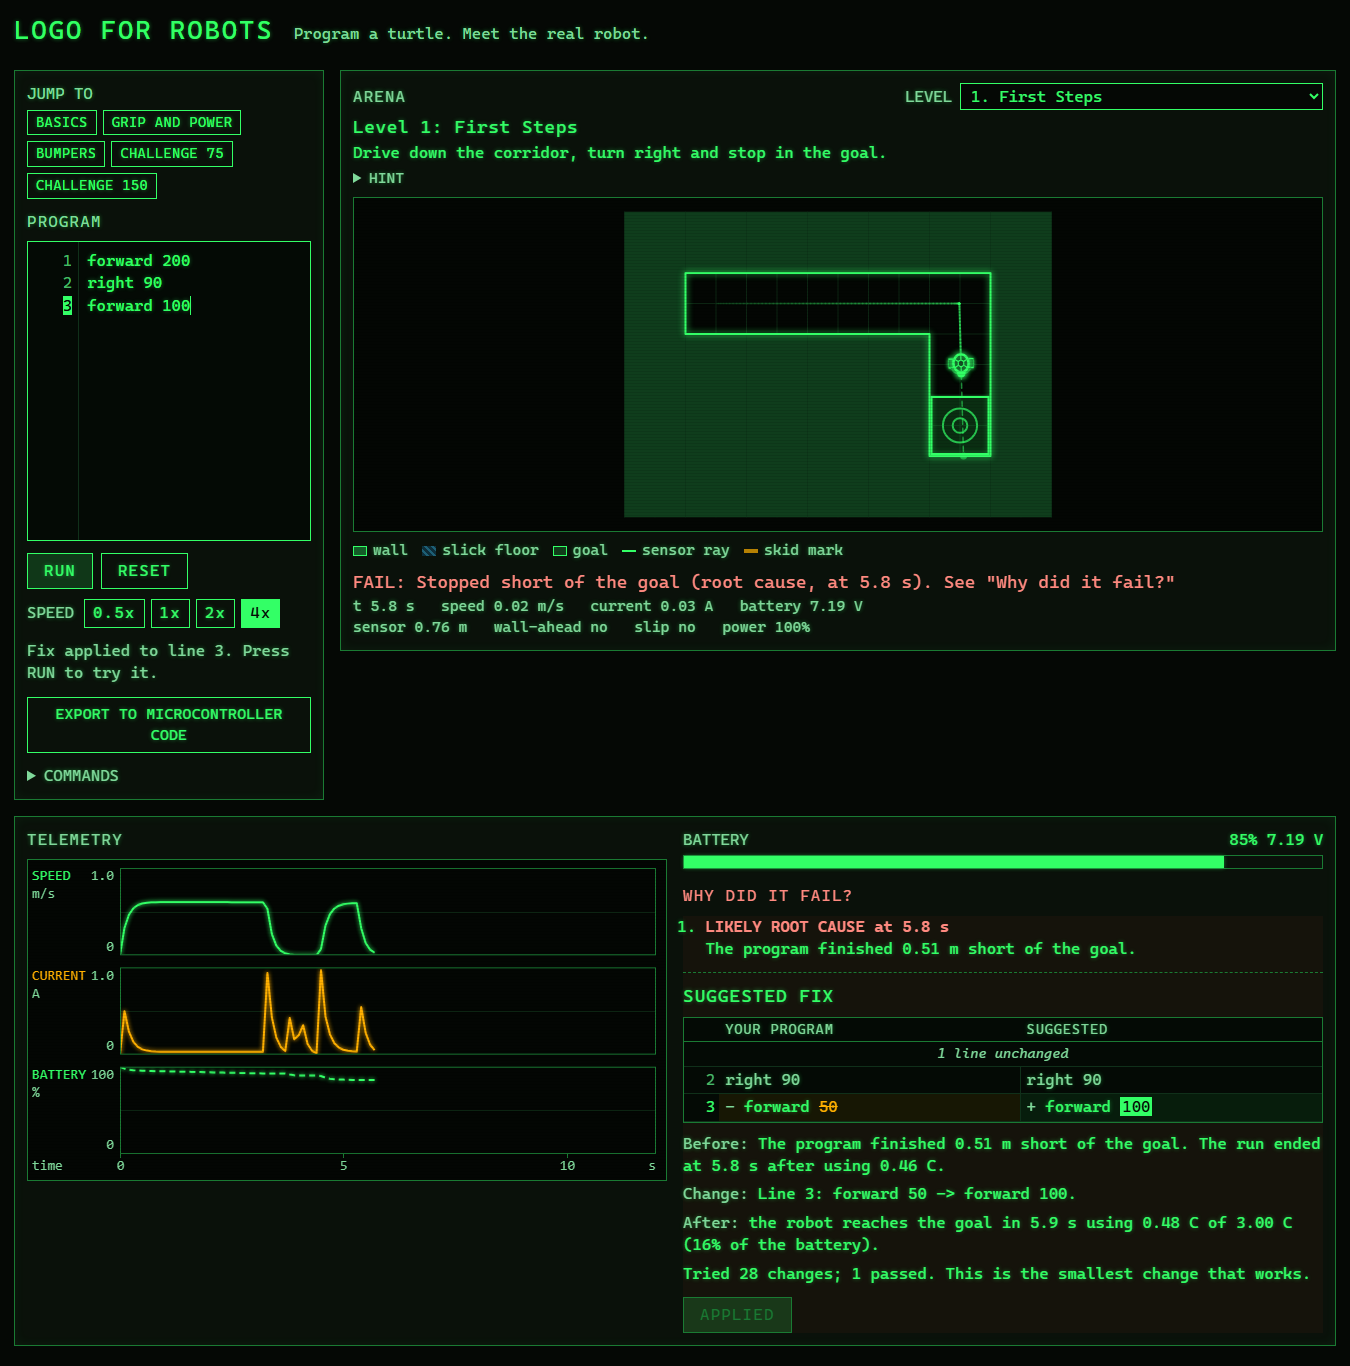 LOGO FOR ROBOTS Program a turtle. Meet the real robot.
JUMP TO
BASICS GRIP AND POWER
BUMPERS CHALLENGE 75
CHALLENGE 150
PROGRAM
1 forward 200
2 right 90
3 forward 100
RUN RESET
SPEED 0.5x 1x 2x 4x
Fix applied to line 3. Press
RUN to try it.
EXPORT TO MICROCONTROLLER
CODE
COMMANDS
ARENA LEVEL 1. First Steps
Level 1: First Steps
Drive down the corridor, turn right and stop in the goal.
HINT
wall slick floor goal sensor ray skid mark
FAIL: Stopped short of the goal (root cause, at 5.8 s). See "Why did it fail?"
t 5.8 s speed 0.02 m/s current 0.03 A battery 7.19 V
sensor 0.76 m wall-ahead no slip no power 100%
TELEMETRY
SPEED 1.0
m/s
0
CURRENT 1.0
A
0
BATTERY 100
%
0
time 0 5 10 s
BATTERY 85% 7.19 V
WHY DID IT FAIL?
1. LIKELY ROOT CAUSE at 5.8 s
The program finished 0.51 m short of the goal.
SUGGESTED FIX
YOUR PROGRAM SUGGESTED
1 line unchanged
2 right 90 right 90
3 - forward 50 + forward 100
Before: The program finished 0.51 m short of the goal. The run ended
at 5.8 s after using 0.46 C.
Change: Line 3: forward 50 -> forward 100.
After: the robot reaches the goal in 5.9 s using 0.48 C of 3.00 C
(16% of the battery).
Tried 28 changes; 1 passed. This is the smallest change that works.
APPLIED